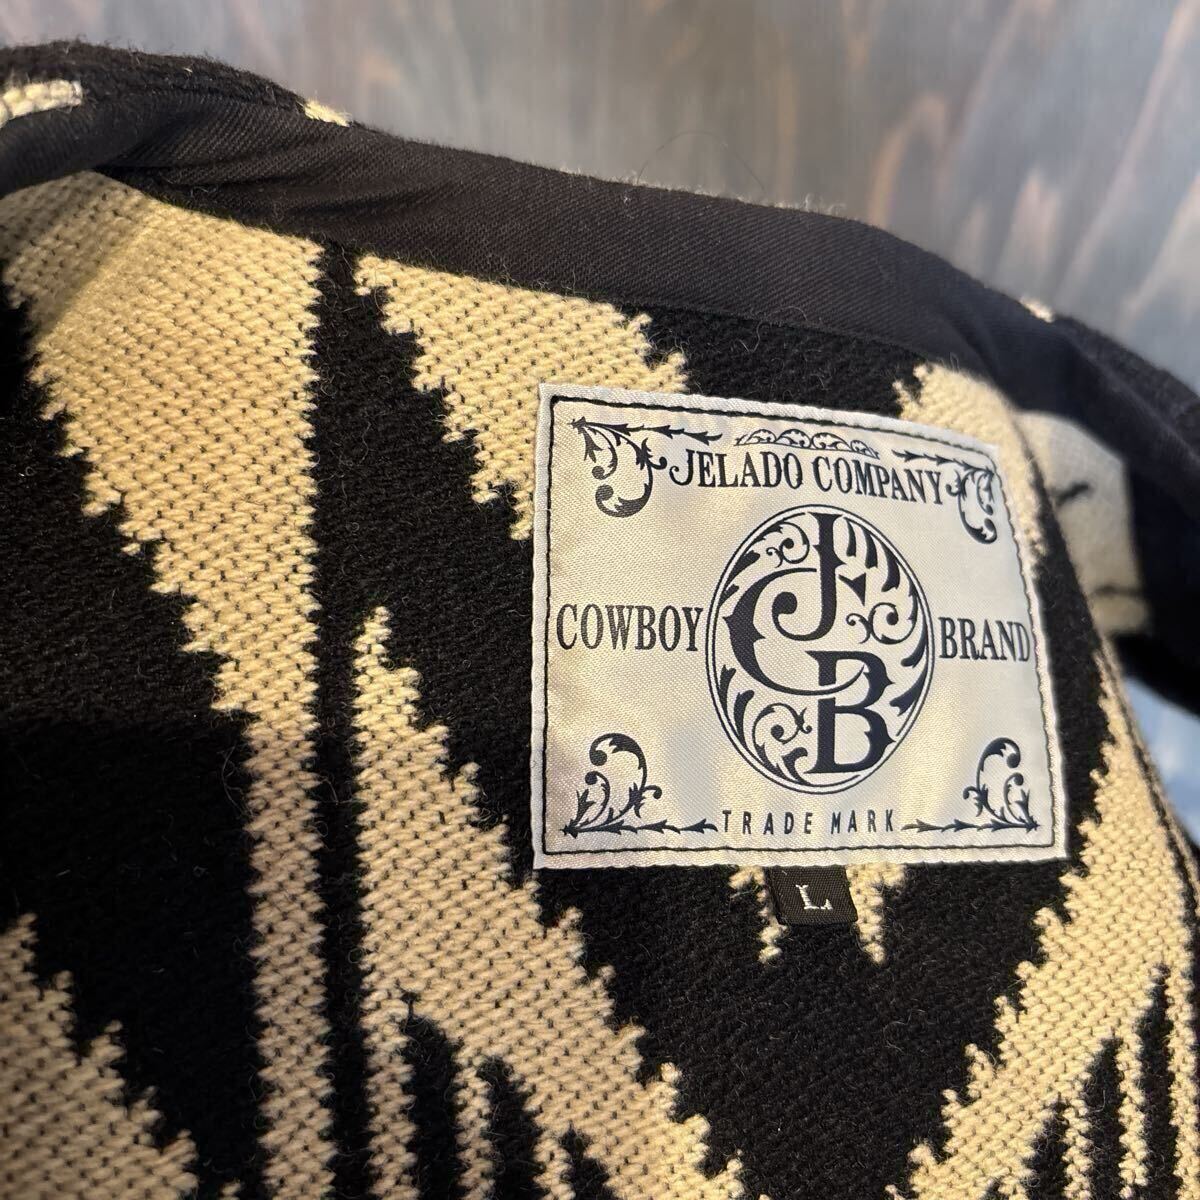 JELADO COMPANY
COWBOY JCB BRAND
TRADE MARK
L